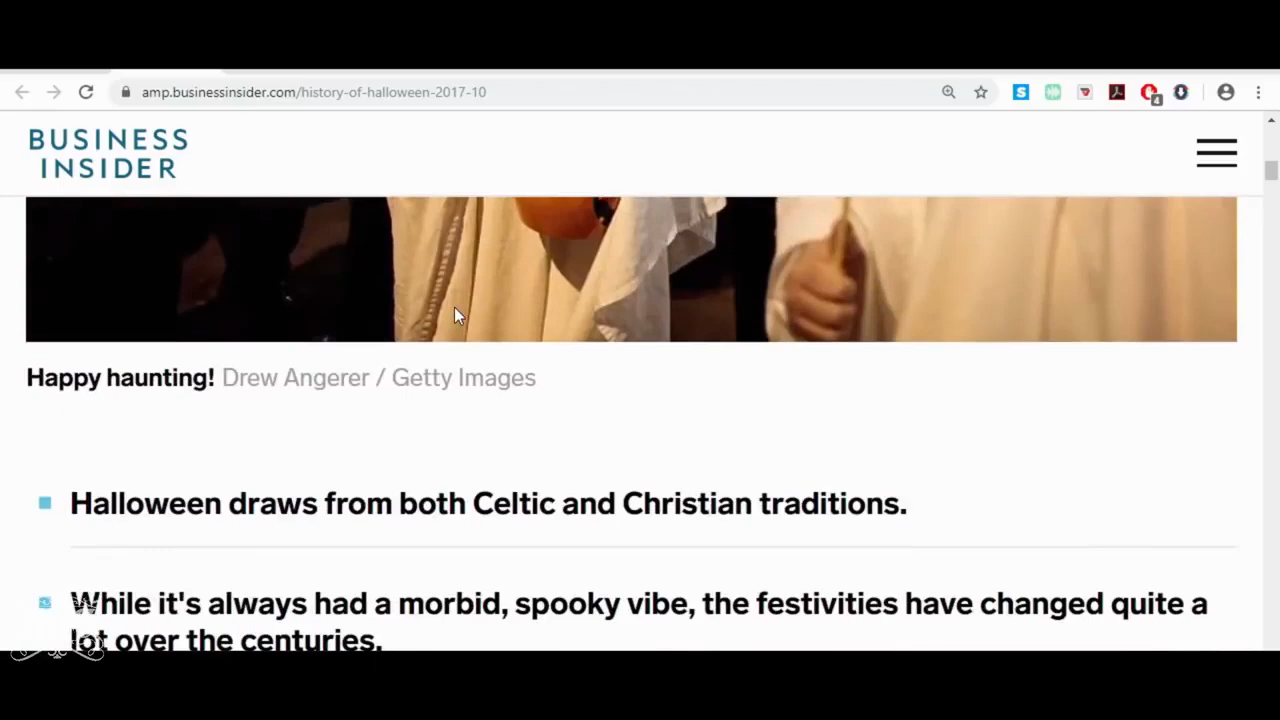 amp.businessinsider.com/history-of-halloween-2017-10
4
BUSINESS
INSIDER
Happy haunting! Drew Angerer / Getty Images
Halloween draws from both Celtic and Christian traditions.
While it's always had a morbid, spooky vibe, the festivities have changed quite a
lot over the centuries.